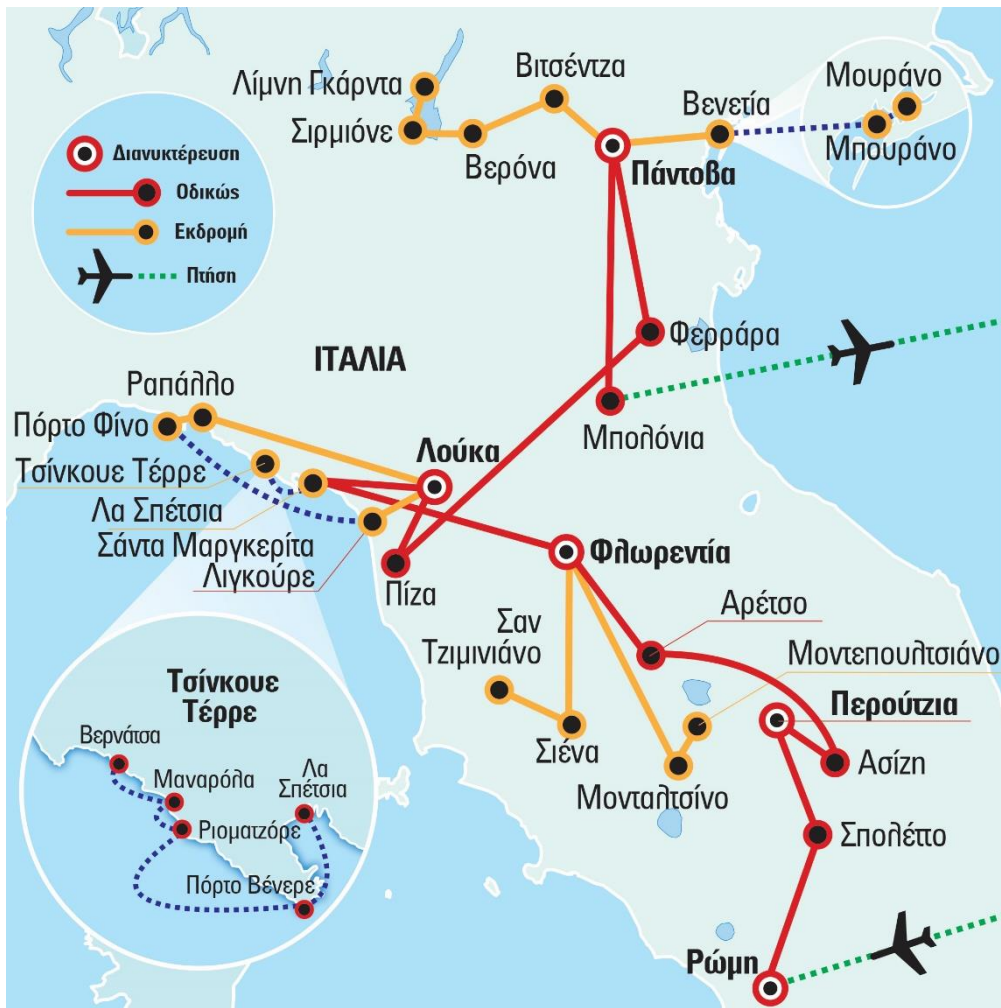 Λίμνη Γκάρντα
Σιρμιόνε
Βερόνα
Βιτσέντζα
Πάντοβα
Βενετία
Μουράνο
Μπουράνο
Διανυκτέρευση
Οδικώς
Εκδρομή
Πτήση
Φερράρα
Μπολόνια
ΙΤΑΛΙΑ
Ραπάλλο
Πόρτο Φίνο
Τσίνκουε Τέρρε
Λα Σπέτσια
Σάντα Μαργκερίτα
Λιγκούρε
Λούκα
Πίζα
Φλωρεντία
Αρέτσο
Σαν
Τζιμινιάνο
Σιένα
Μοντεπουλτσιάνο
Μονταλτσίνο
Περούτζια
Ασίζη
Σπολέττο
Ρώμη
Τσίνκουε
Τέρρε
Βερνάτσα
Μαναρόλα
Ριοματζόρε
Λα
Σπέτσια
Πόρτο Βένερε